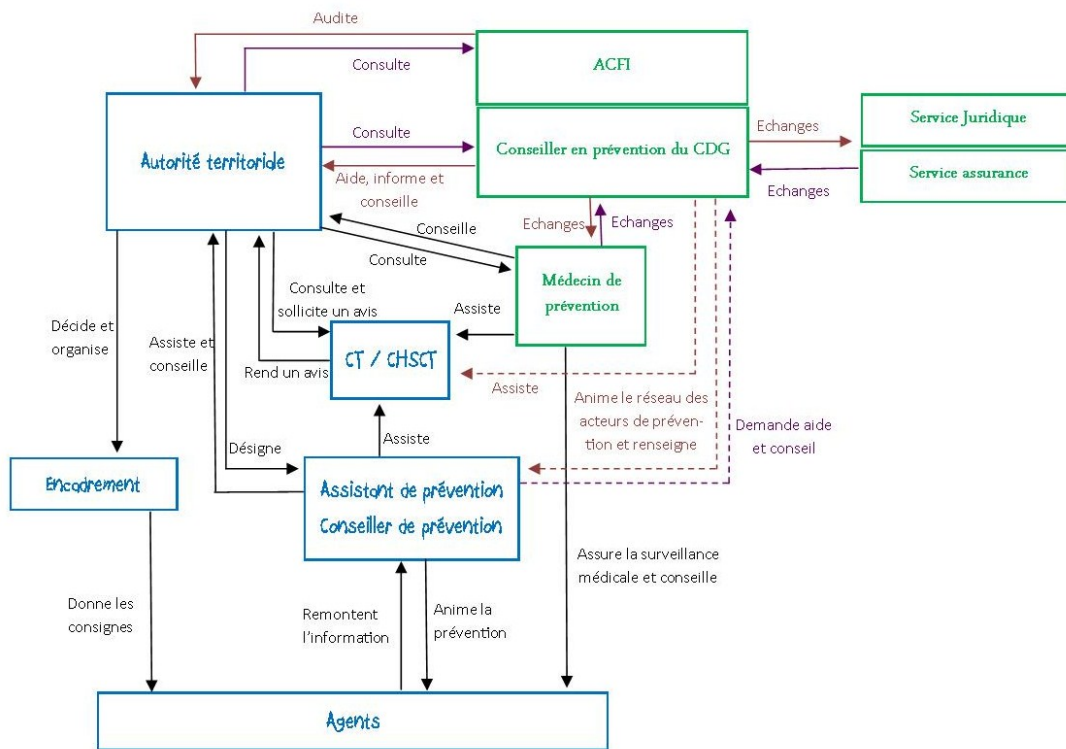 Audite
Consulte
ACFI
Autorité territoriale
Consulte
Aide, informe et
conseille
Conseiller en prévention du CDG
Echanges
Service Juridique
Service assurance
Echanges
Echanges
Echanges
Conseille
Consulte
Médecin de
prévention
Décide et
organise
Assiste et
conseille
Consulte et
sollicite un avis
Assiste
CT / CHSCT
Rend un avis
Assiste
Anime le réseau des
acteurs de préven-
tion et renseigne
Demande aide
et conseil
Désigne
Assiste
Encadrement
Assistant de prévention
Conseiller de prévention
Assure la surveillance
médicale et conseille
Donne les
consignes
Remontent
l'information
Anime la
prévention
Agents